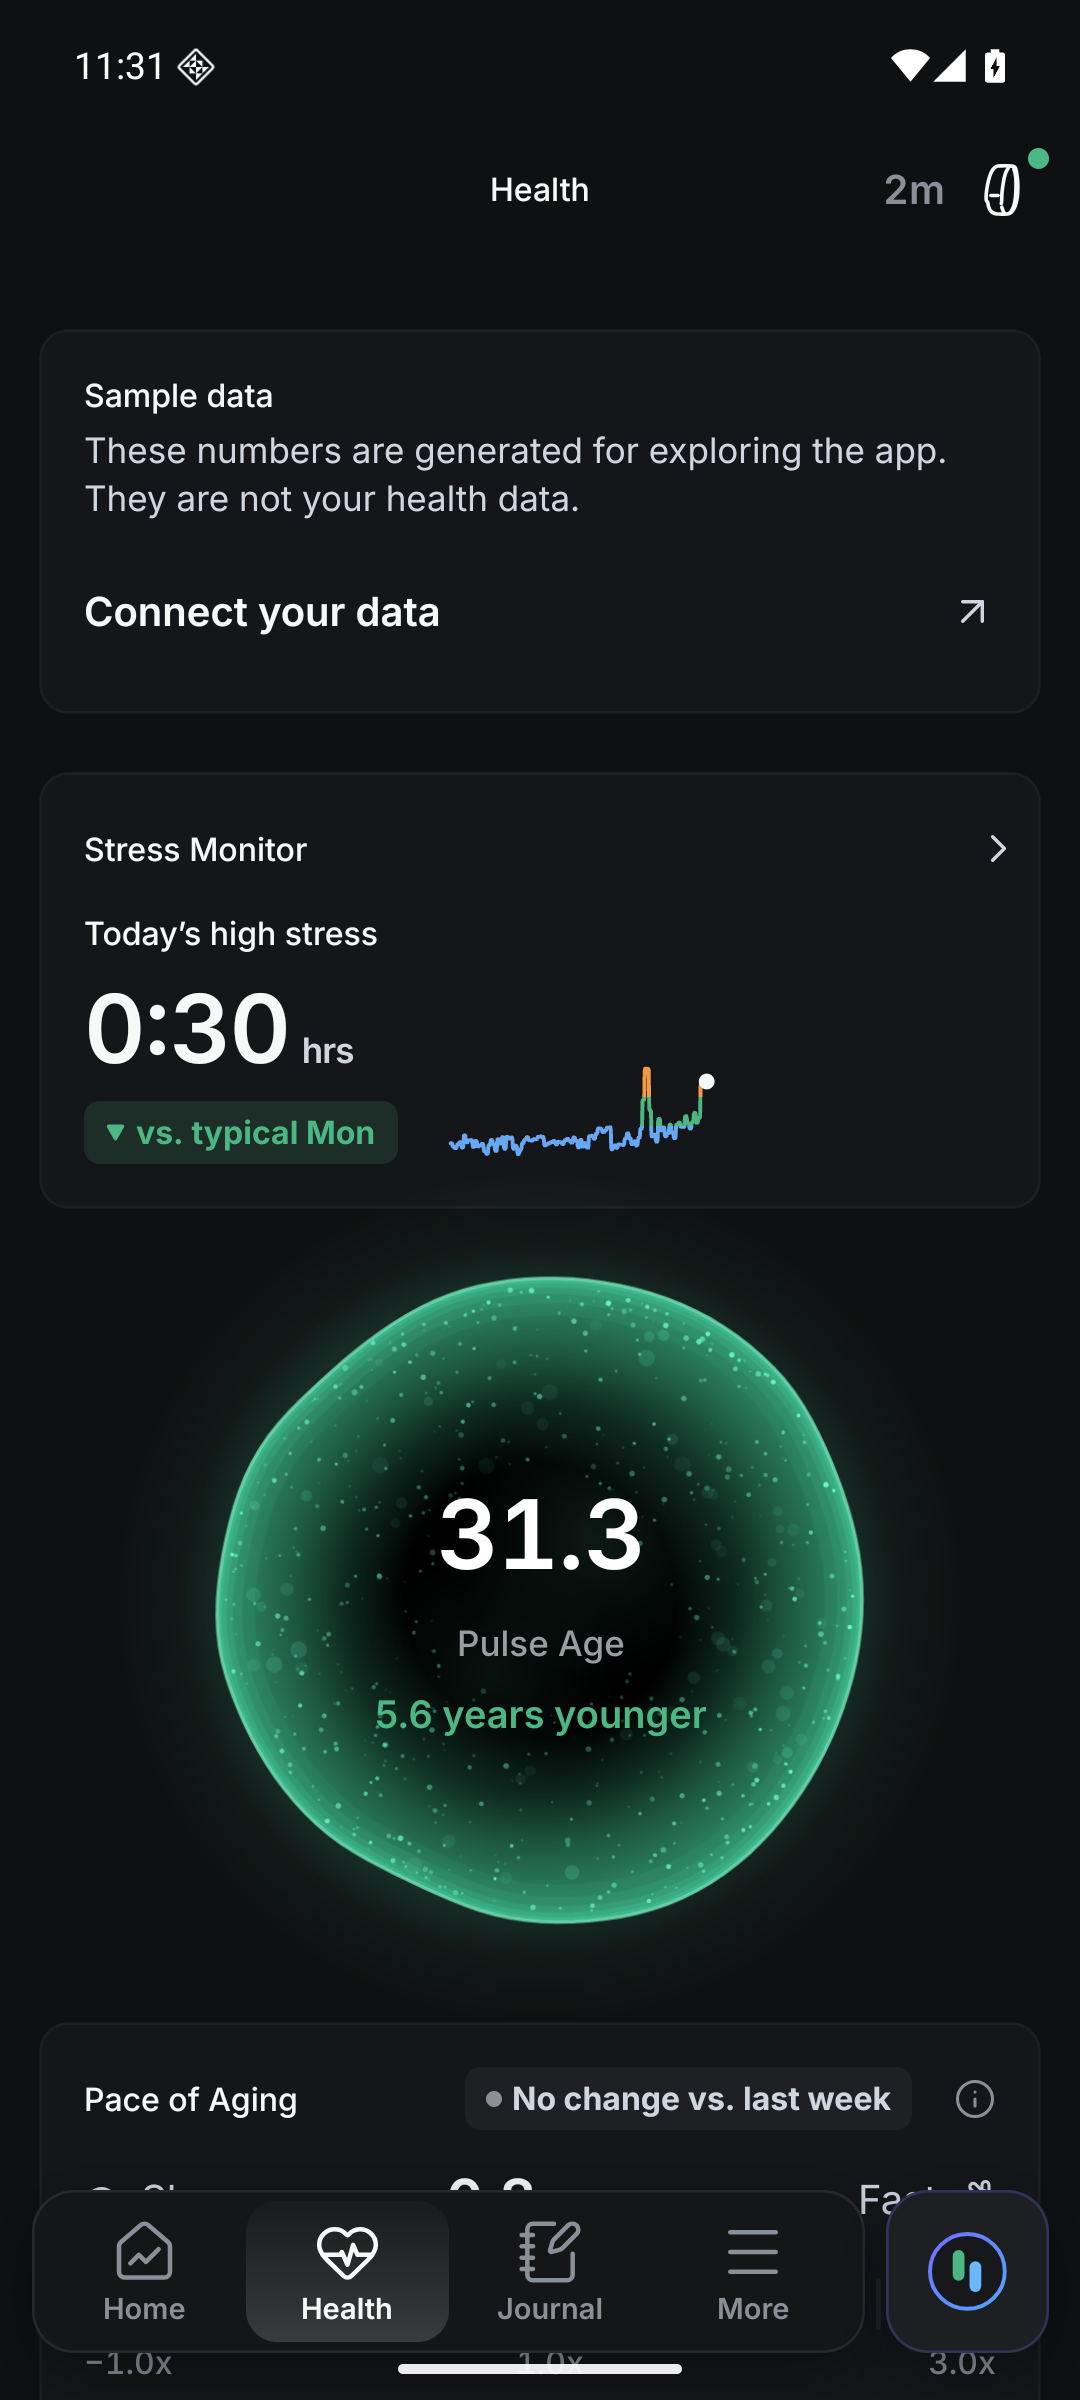 11:31
Health
2m
Sample data
These numbers are generated for exploring the app.
They are not your health data.
Connect your data
Stress Monitor
Today’s high stress
0:30 hrs
▼ vs. typical Mon
31.3
Pulse Age
5.6 years younger
Pace of Aging
No change vs. last week
Home
Health
Journal
More
−1.0x
1.0x
3.0x